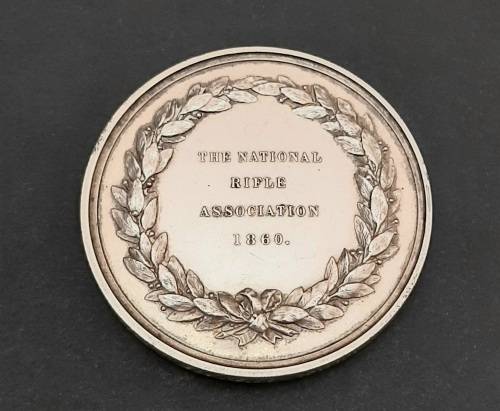 THE NATIONAL
RIFLE
ASSOCIATION
1860.